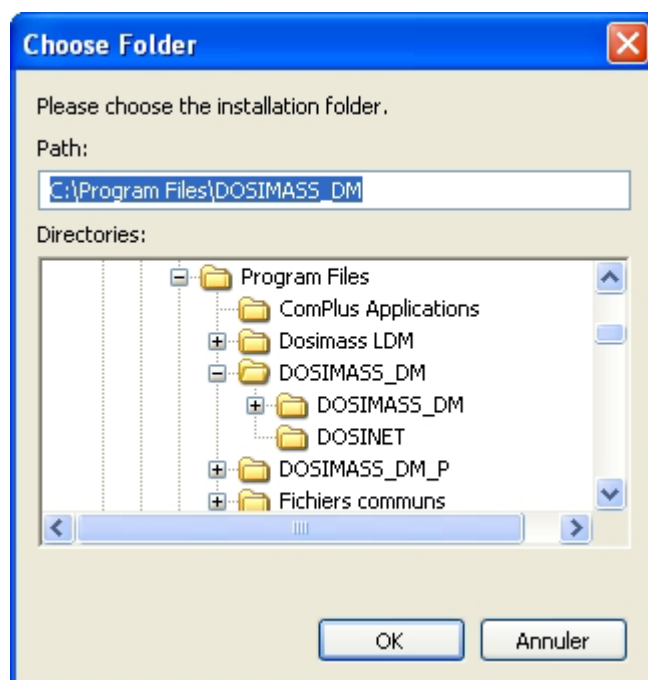 Choose Folder
Please choose the installation folder.
Path:
C:\Program Files\DOSIMASS_DM
Directories:
Program Files
ComPlus Applications
Dosimass LDM
DOSIMASS_DM
DOSIMASS_DM
DOSINET
DOSIMASS_DM_P
Fichiers communs
OK Annuler